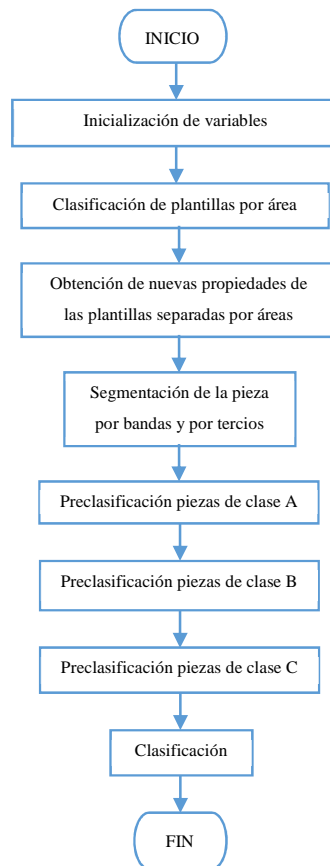 INICIO
Inicialización de variables
Clasificación de plantillas por área
Obtención de nuevas propiedades de
las plantillas separadas por áreas
Segmentación de la pieza
por bandas y por tercios
Preclasificación piezas de clase A
Preclasificación piezas de clase B
Preclasificación piezas de clase C
Clasificación
FIN